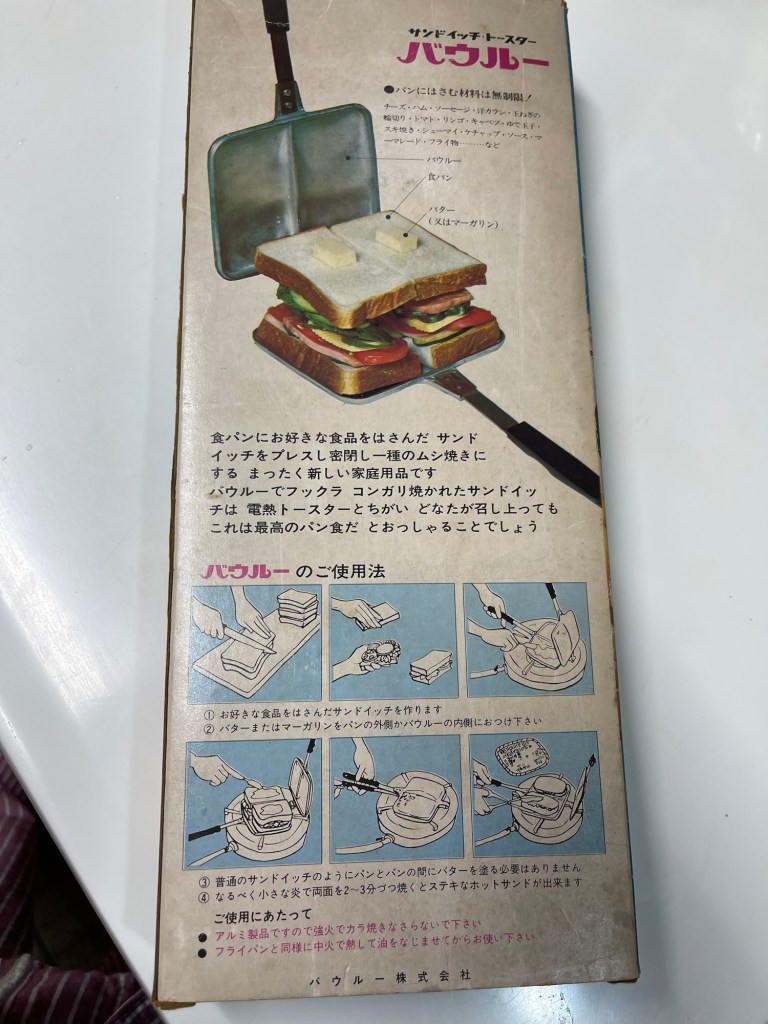 サンドイッチ・トースター
バウルー
●パンにはさむ材料は無制限！
チーズ・ハム・ソーセージ・洋カラシ・玉ねぎの
輪切り・トマト・リンゴ・キャベツ・ゆで玉子・
スキ焼き・シューマイ・ケチャップ・ソース・マ
ーマレード・フライ物………など
バウルー
食パン
バター
(又はマーガリン)
食パンにお好きな食品をはさんだ サンド
イッチをプレスし密閉し一種のムシ焼きに
する まったく新しい家庭用品です
バウルーでフックラ コンガリ焼かれたサンドイッ
チは 電熱トースターとちがい どなたが召し上っても
これは最高のパン食だ とおっしゃることでしょう
バウルーのご使用法
① お好きな食品をはさんだサンドイッチを作ります
② バターまたはマーガリンをパンの外側かバウルーの内側におつけ下さい
③ 普通のサンドイッチのようにパンとパンの間にバターを塗る必要はありません
④ なるべく小さな炎で両面を2〜3分づつ焼くとステキなホットサンドが出来ます
ご使用にあたって
● アルミ製品ですので強火でカラ焼きなさらないで下さい
● フライパンと同様に中火で熱して油をなじませてからお使い下さい
バウルー株式会社